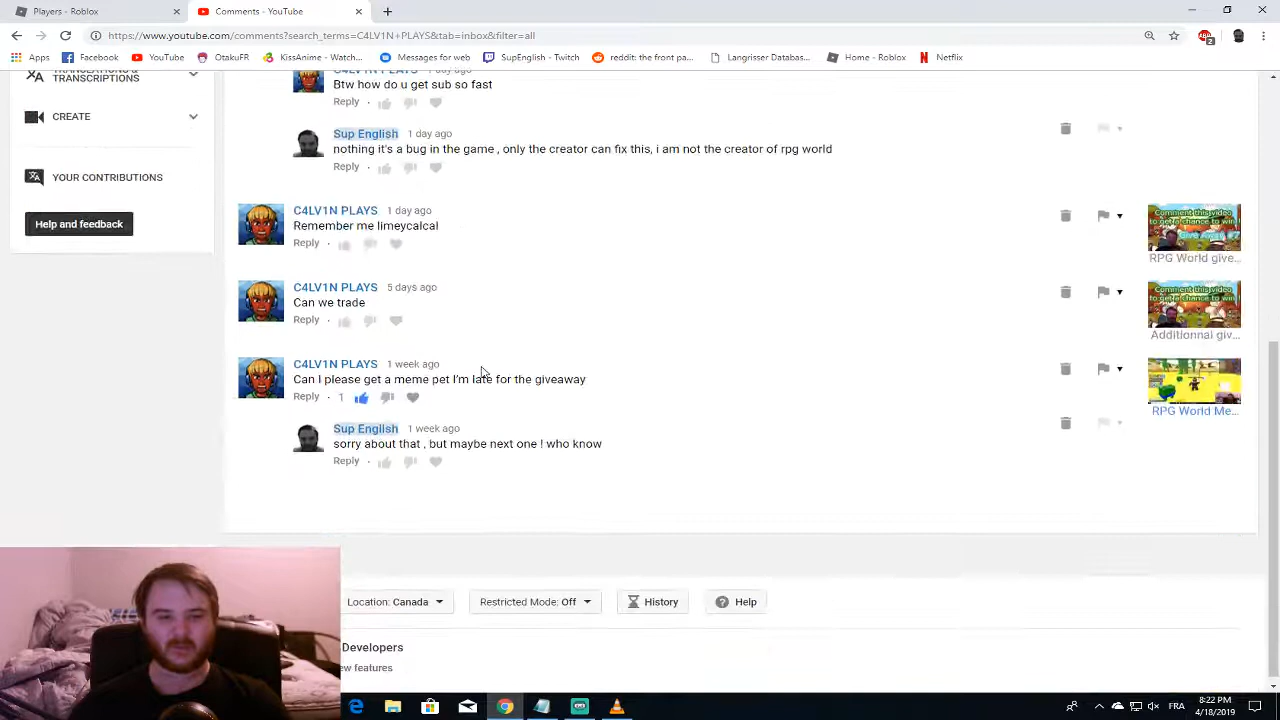 Players - Roblox
Comments - YouTube
https://www.youtube.com/comments?search_terms=C4LV1N+PLAYS&tab=inbox&filter=all
Apps Facebook YouTube OtakuFR KissAnime - Watch... Messages for web SupEnglish - Twitch reddit: the front pa... Langrisser Databas... Home - Roblox Netflix
TRANSLATIONS &
TRANSCRIPTIONS
CREATE
YOUR CONTRIBUTIONS
Help and feedback
C4LV1N PLAYS 1 day ago
Btw how do u get sub so fast
Reply
Sup English 1 day ago
nothing it's a bug in the game , only the creator can fix this, i am not the creator of rpg world
Reply
C4LV1N PLAYS 1 day ago
Remember me limeycalcal
Reply
Comment this video
to get a chance to win !
Give Away #7
RPG World give...
C4LV1N PLAYS 5 days ago
Can we trade
Reply
Comment this video
to get a chance to win !
Additionnal giv...
C4LV1N PLAYS 1 week ago
Can I please get a meme pet I'm late for the giveaway
Reply 1
RPG World Me...
Sup English 1 week ago
sorry about that , but maybe next one ! who know
Reply
Location: Canada Restricted Mode: Off History Help
Developers
ew features
FRA
8:22 PM
4/18/2019
2